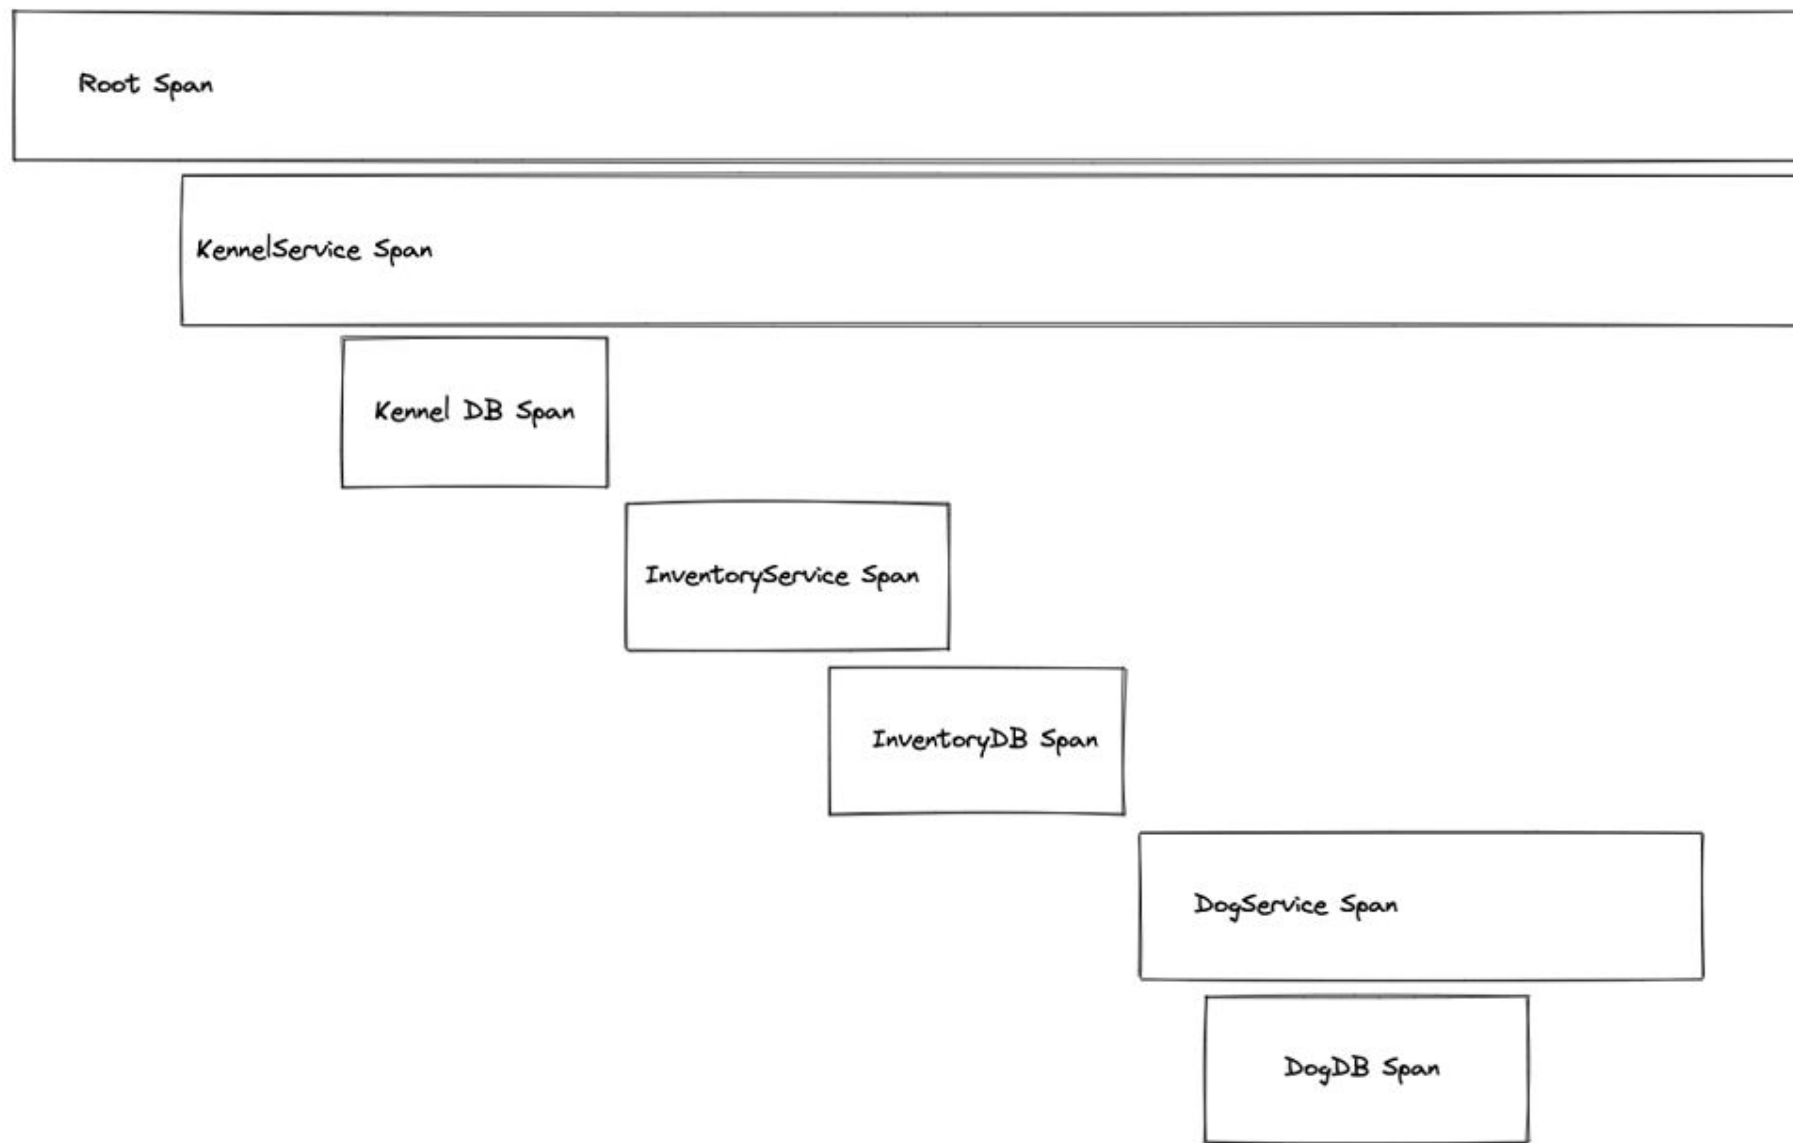 Root Span
KennelService Span
Kennel DB Span
InventoryService Span
InventoryDB Span
DogService Span
DogDB Span